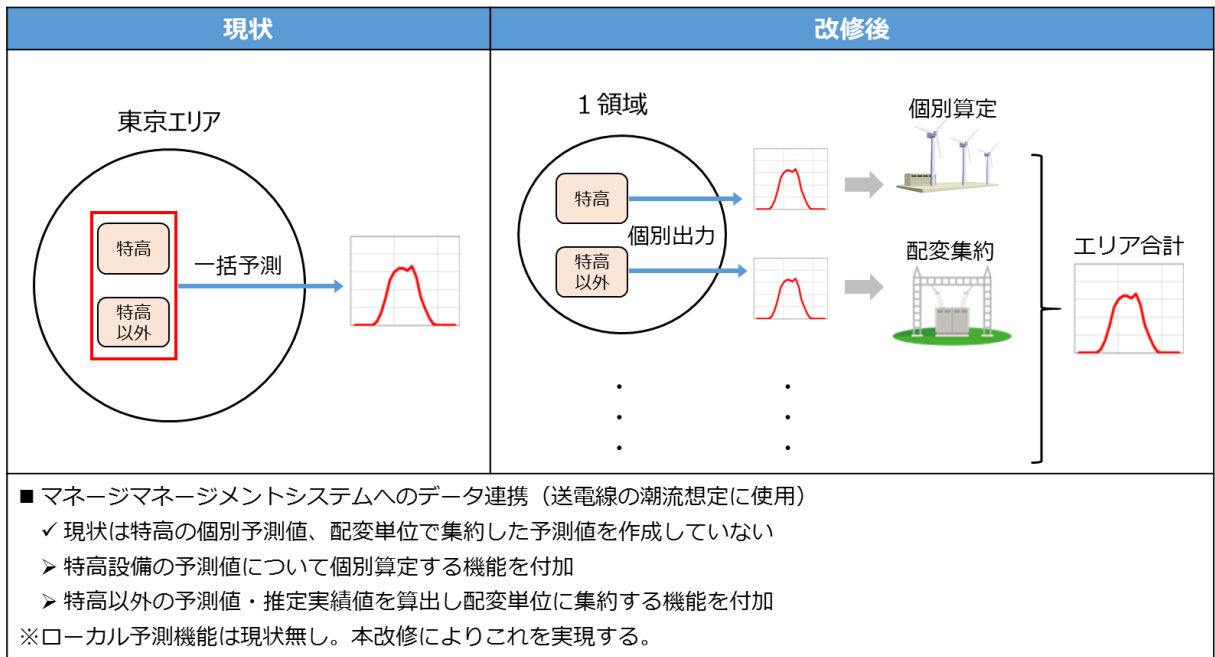 現状
改修後
東京エリア
特高
特高
以外
一括予測
１領域
特高
特高
以外
個別出力
個別算定
配変集約
エリア合計
・
・
・
・
・
・
■ マネージマネージメントシステムへのデータ連携（送電線の潮流想定に使用）
✓ 現状は特高の個別予測値、配変単位で集約した予測値を作成していない
➢ 特高設備の予測値について個別算定する機能を付加
➢ 特高以外の予測値・推定実績値を算出し配変単位に集約する機能を付加
※ローカル予測機能は現状無し。本改修によりこれを実現する。